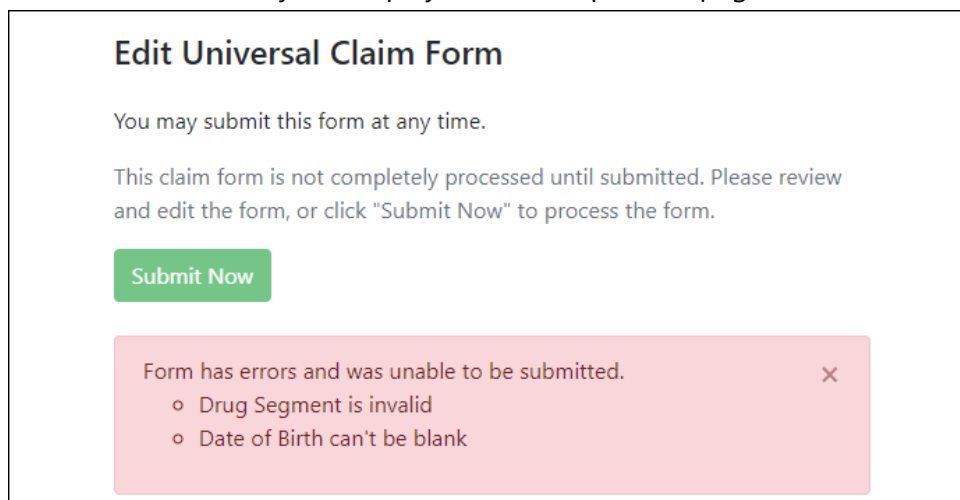 Edit Universal Claim Form
You may submit this form at any time.
This claim form is not completely processed until submitted. Please review
and edit the form, or click "Submit Now" to process the form.
Submit Now
Form has errors and was unable to be submitted.
×
Drug Segment is invalid
Date of Birth can't be blank